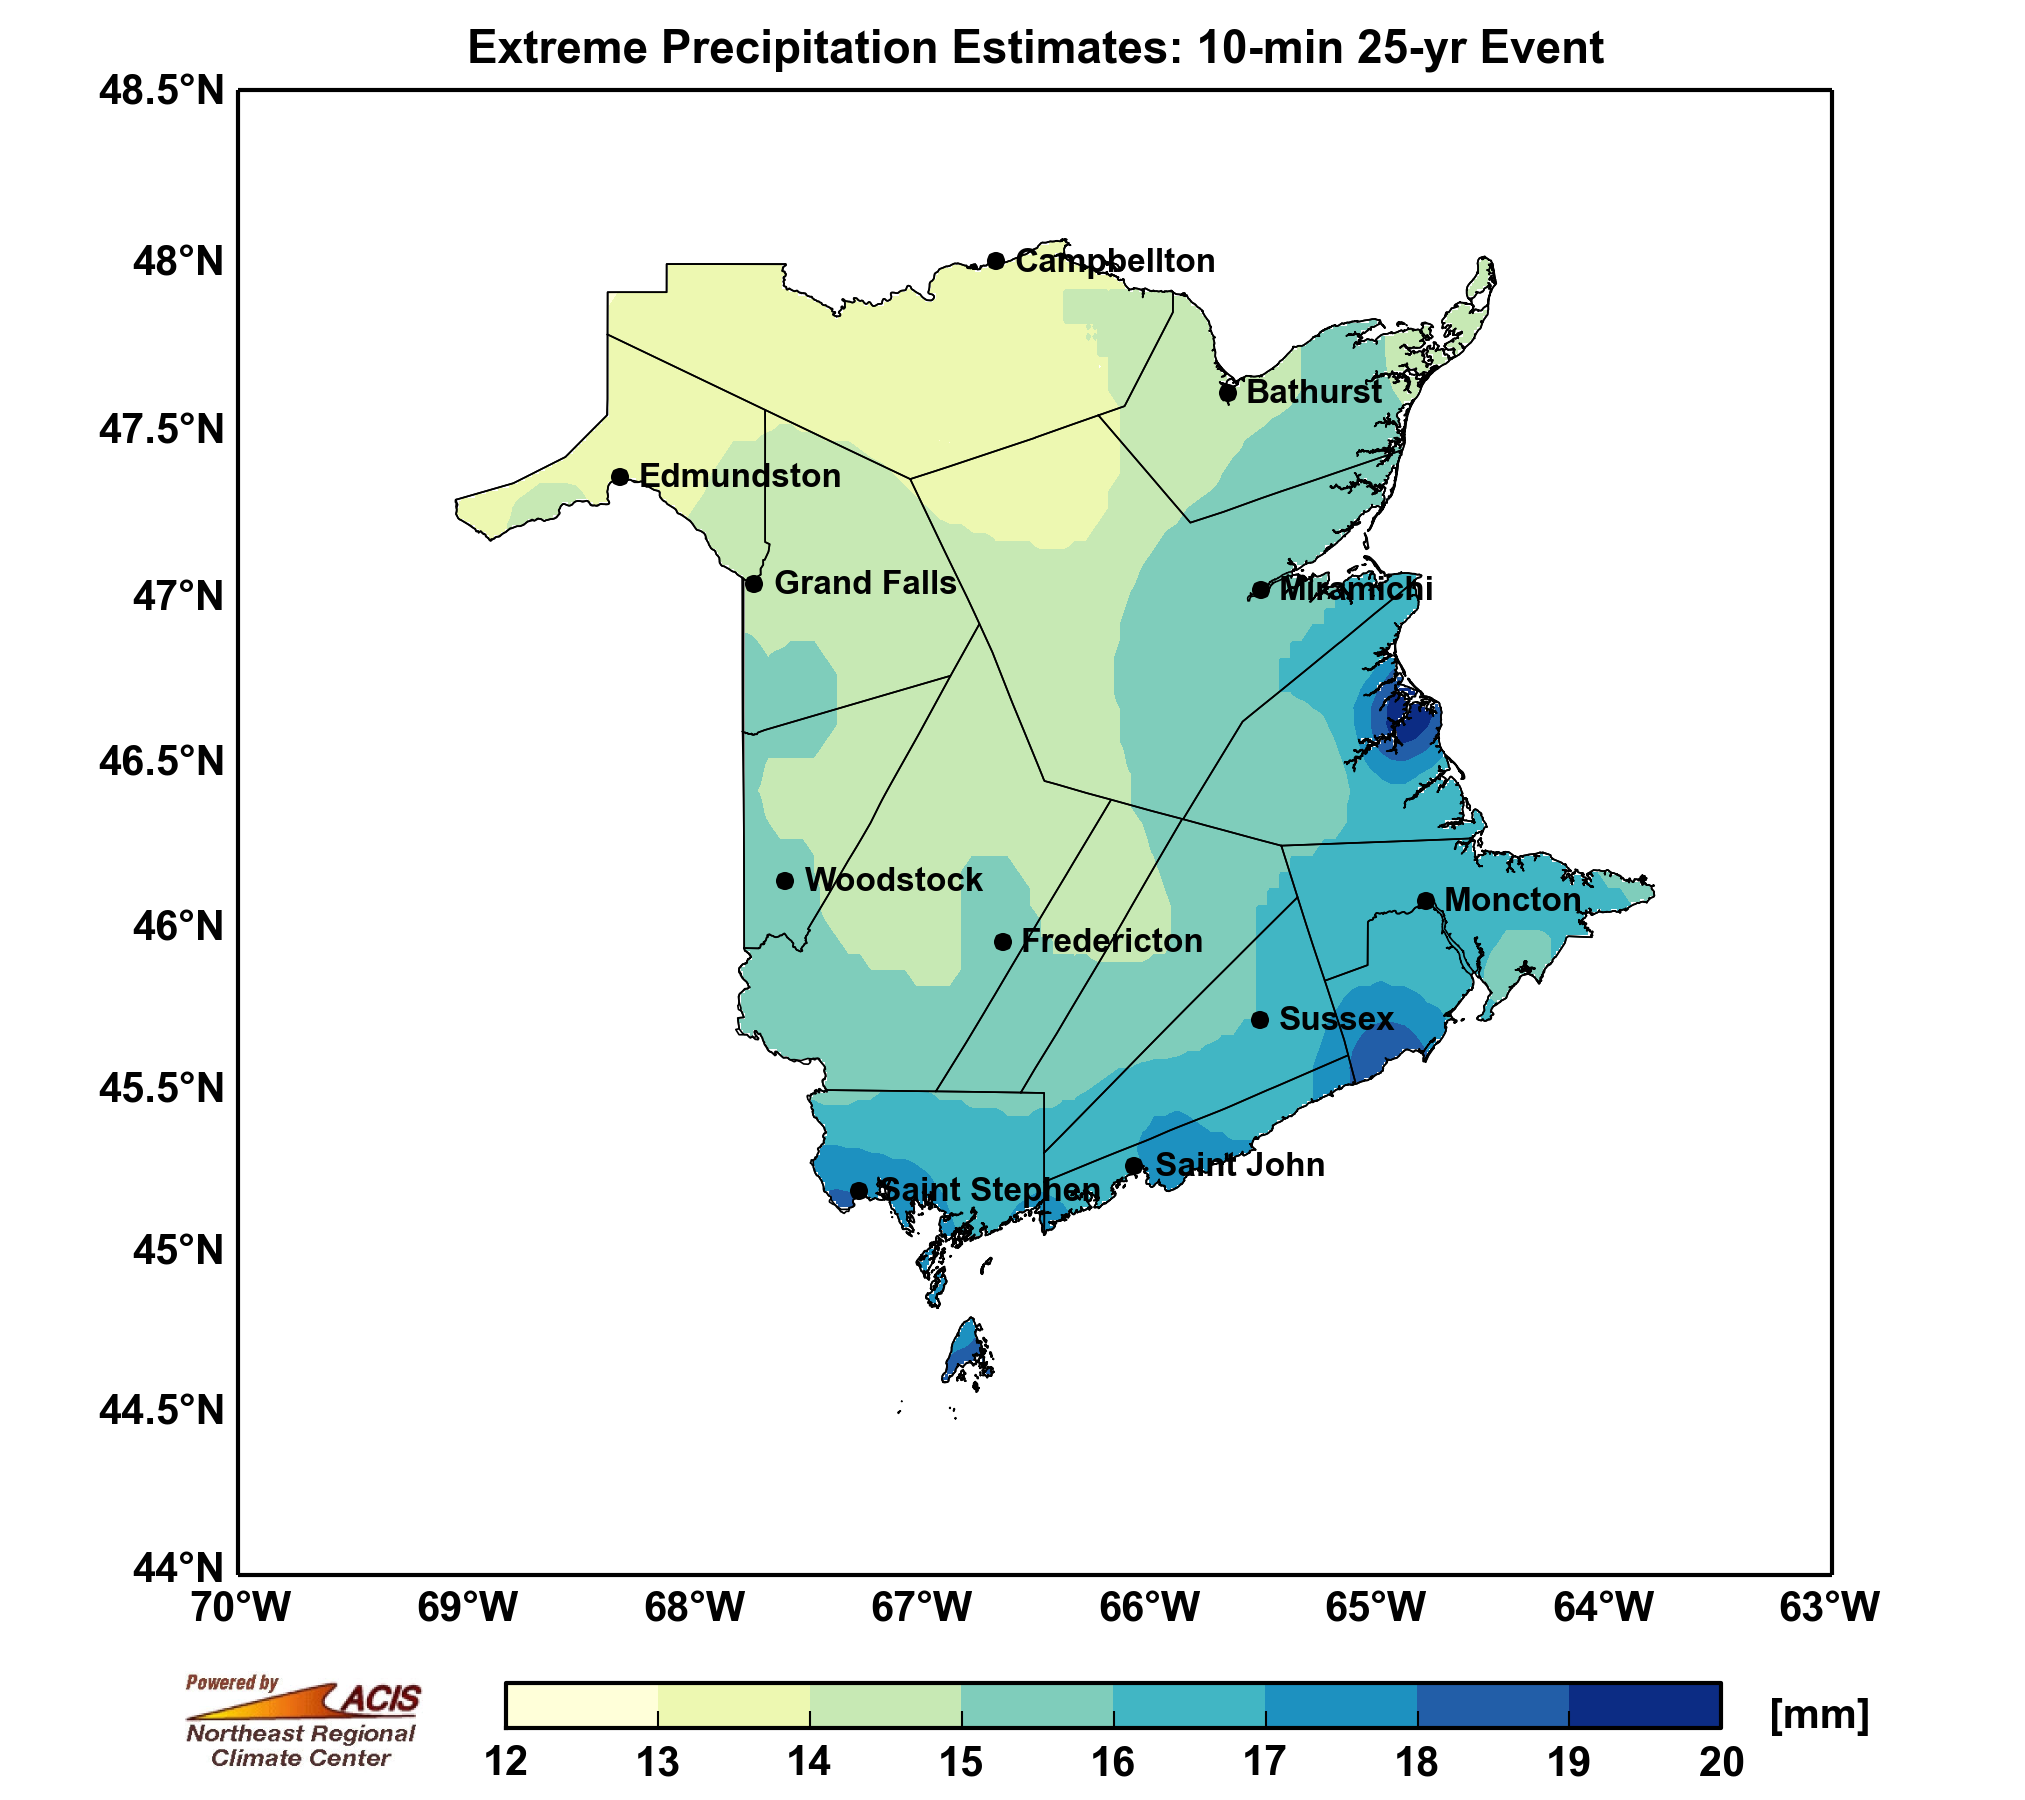 Extreme Precipitation Estimates: 10-min 25-yr Event
48.5°N
48°N
47.5°N
47°N
46.5°N
46°N
45.5°N
45°N
44.5°N
44°N
Campbellton
Bathurst
Edmundston
Grand Falls
Miramichi
Woodstock
Moncton
Fredericton
Sussex
Saint John
Saint Stephen
70°W 69°W 68°W 67°W 66°W 65°W 64°W 63°W
Powered by
ACIS
Northeast Regional
Climate Center
[mm]
12 13 14 15 16 17 18 19 20